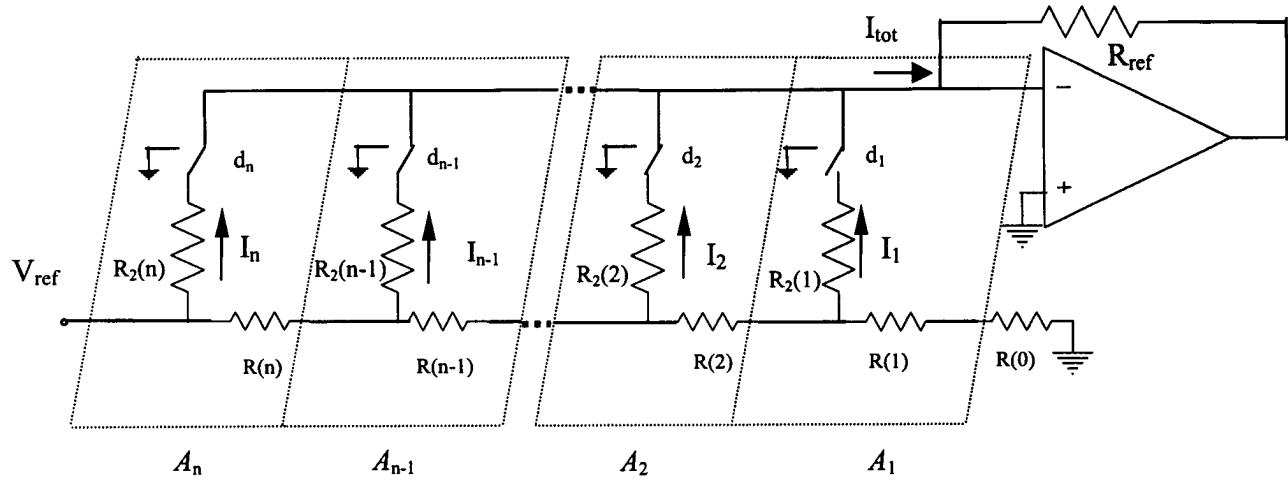 I_tot
R_ref
−
+
d_n
d_n-1
d_2
d_1
I_n
I_n-1
I_2
I_1
V_ref
R_2(n)
R_2(n-1)
R_2(2)
R_2(1)
R(n)
R(n-1)
R(2)
R(1)
R(0)
A_n
A_n-1
A_2
A_1